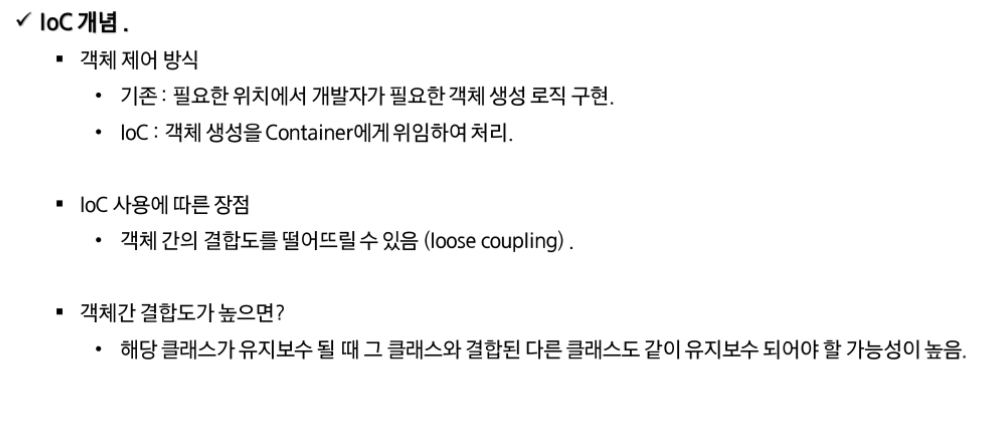 ✓ IoC 개념 .
▪ 객체 제어 방식
• 기존 : 필요한 위치에서 개발자가 필요한 객체 생성 로직 구현.
• IoC : 객체 생성을 Container에게 위임하여 처리.
▪ IoC 사용에 따른 장점
• 객체 간의 결합도를 떨어뜨릴 수 있음 (loose coupling) .
▪ 객체간 결합도가 높으면?
• 해당 클래스가 유지보수 될 때 그 클래스와 결합된 다른 클래스도 같이 유지보수 되어야 할 가능성이 높음.